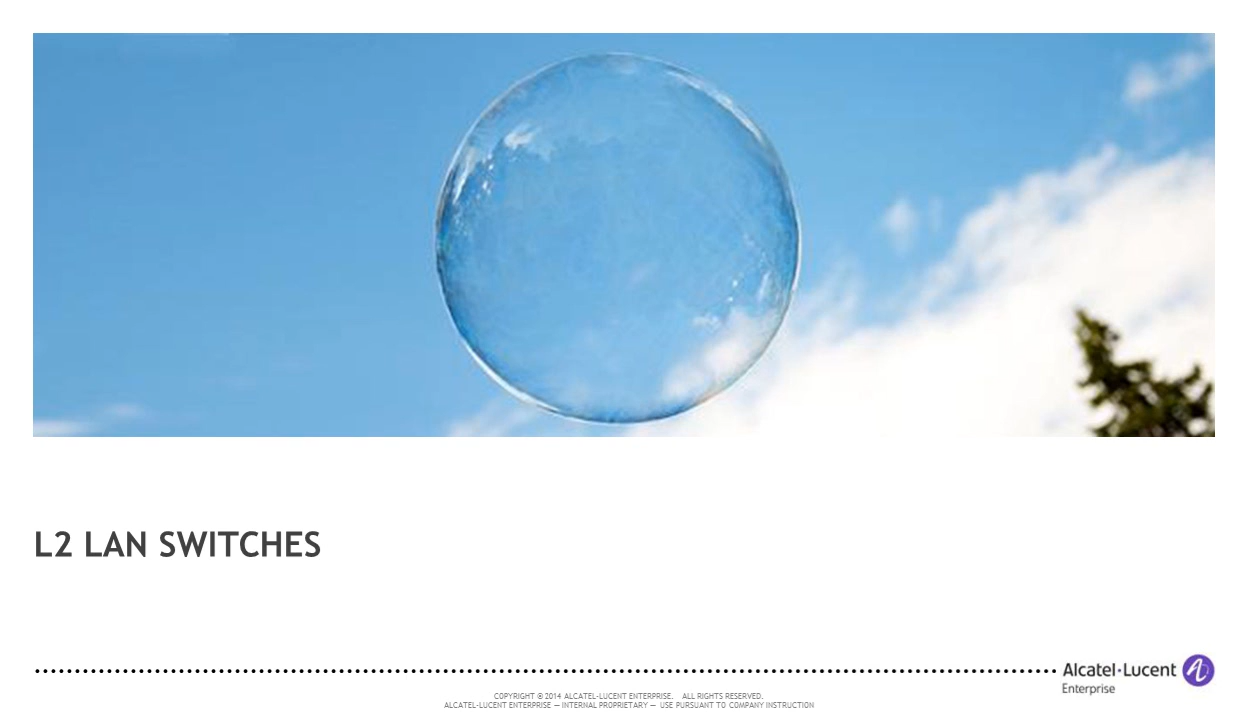 L2 LAN SWITCHES
Alcatel·Lucent
Enterprise
COPYRIGHT © 2014 ALCATEL-LUCENT ENTERPRISE. ALL RIGHTS RESERVED.
ALCATEL-LUCENT ENTERPRISE — INTERNAL PROPRIETARY — USE PURSUANT TO COMPANY INSTRUCTION